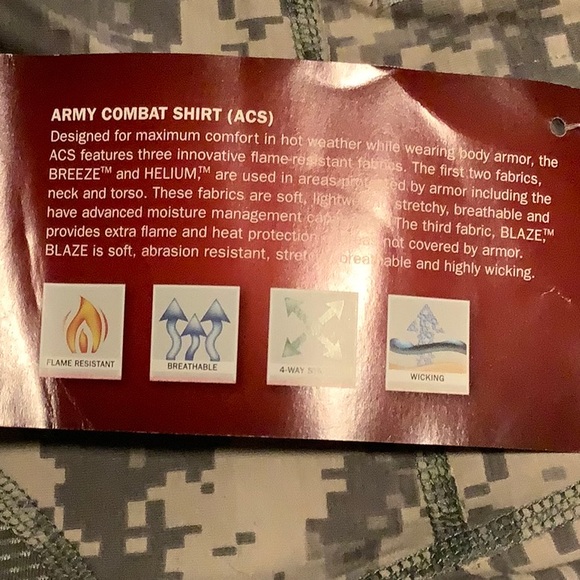 ARMY COMBAT SHIRT (ACS)
Designed for maximum comfort in hot weather while wearing body armor, the
ACS features three innovative flame-resistant fabrics. The first two fabrics,
BREEZE™ and HELIUM,™ are used in areas protected by armor including the
neck and torso. These fabrics are soft, stretchy, breathable and
have advanced moisture management The third fabric, BLAZE,™
provides extra flame and heat protection not covered by armor.
BLAZE is soft, abrasion resistant, breathable and highly wicking.
FLAME RESISTANT
BREATHABLE
4-WAY
WICKING